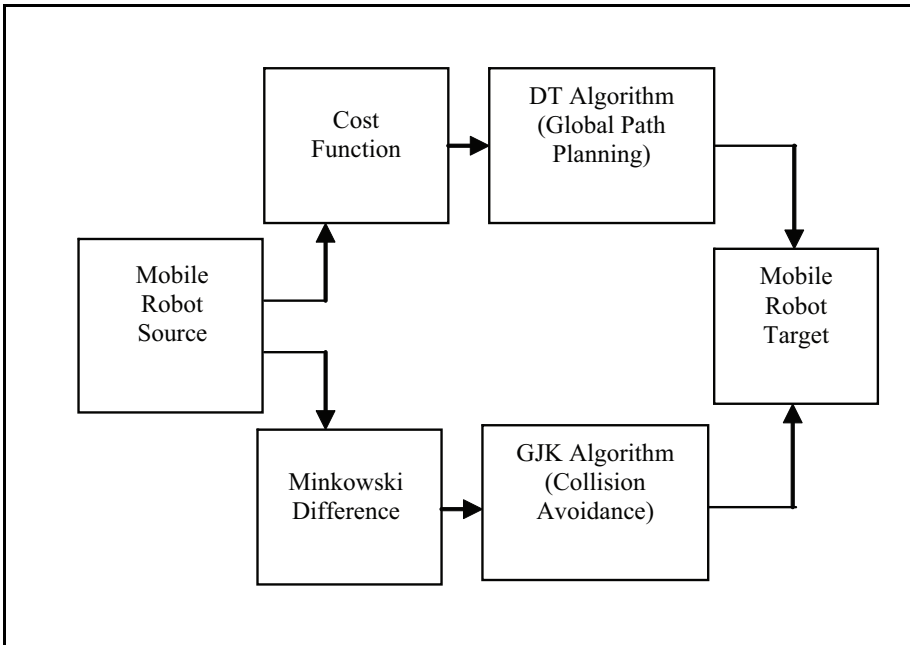 Cost
Function
DT Algorithm
(Global Path
Planning)
Mobile
Robot
Source
Mobile
Robot
Target
Minkowski
Difference
GJK Algorithm
(Collision
Avoidance)